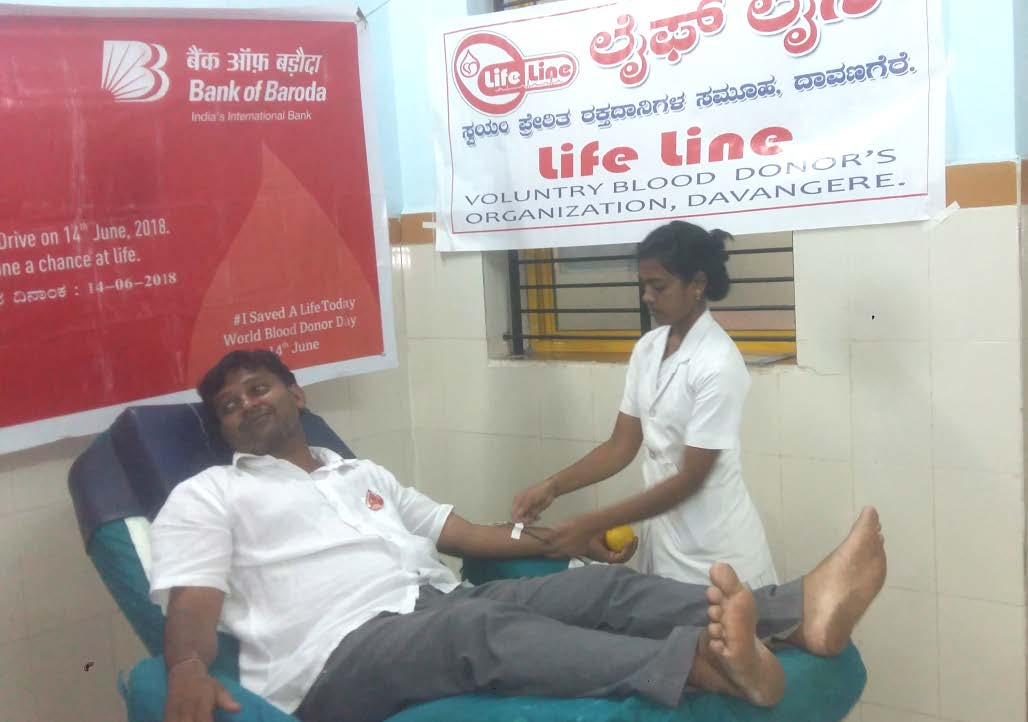 बैंक ऑफ़ बड़ौदा
Bank of Baroda
India's International Bank
Drive on 14th June, 2018.
ne a chance at life.
ದಿನಾಂಕ : 14-06-2018
#I Saved A Life Today
World Blood Donor Day
14th June
Life Line
ಲೈಫ್ ಲೈನ್
ಸ್ವಯಂ ಪ್ರೇರಿತ ರಕ್ತದಾನಿಗಳ ಸಮೂಹ, ದಾವಣಗೆರೆ.
Life Line
VOLUNTRY BLOOD DONOR'S
ORGANIZATION, DAVANGERE.